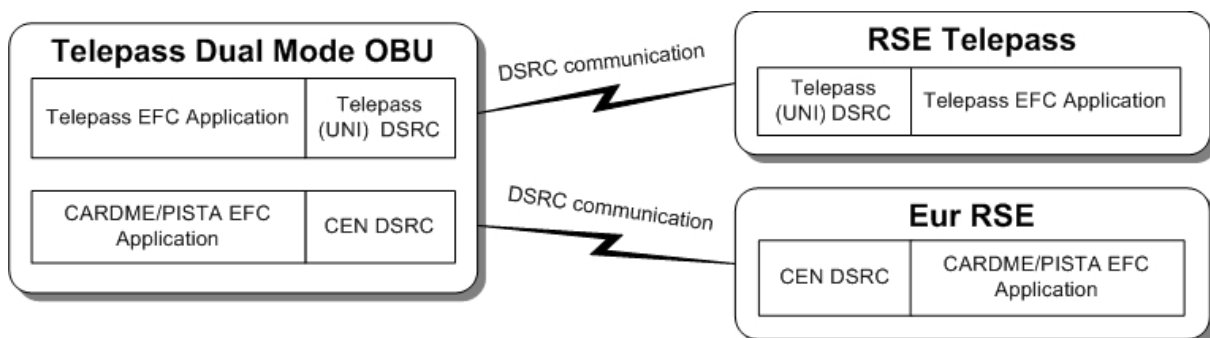 Telepass Dual Mode OBU
Telepass EFC Application
Telepass
(UNI) DSRC
CARDME/PISTA EFC
Application
CEN DSRC
DSRC communication
DSRC communication
RSE Telepass
Telepass
(UNI) DSRC
Telepass EFC Application
Eur RSE
CEN DSRC
CARDME/PISTA EFC
Application